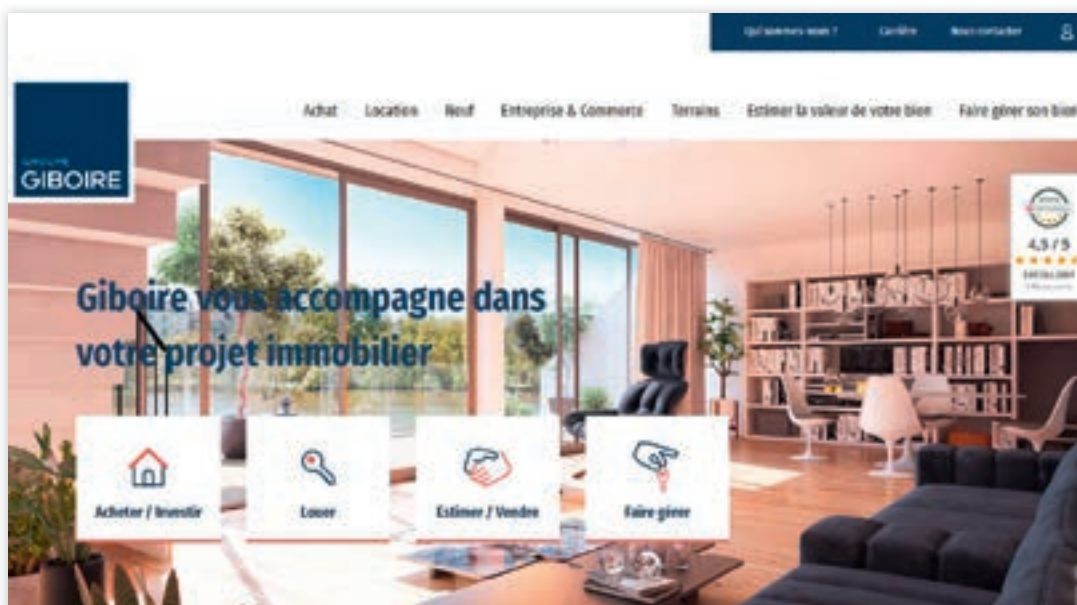 Qui sommes-nous ? Carrière Nous contacter
Achat Location Neuf Entreprise & Commerce Terrains Estimer la valeur de votre bien Faire gérer son bien
GROUPE
GIBOIRE
4,5 / 5
EXCELLENT
Giboire vous accompagne dans
votre projet immobilier
Acheter / Investir Louer Estimer / Vendre Faire gérer